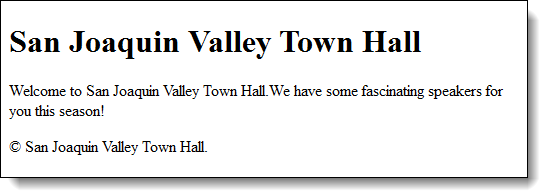 San Joaquin Valley Town Hall
Welcome to San Joaquin Valley Town Hall.We have some fascinating speakers for
you this season!
© San Joaquin Valley Town Hall.